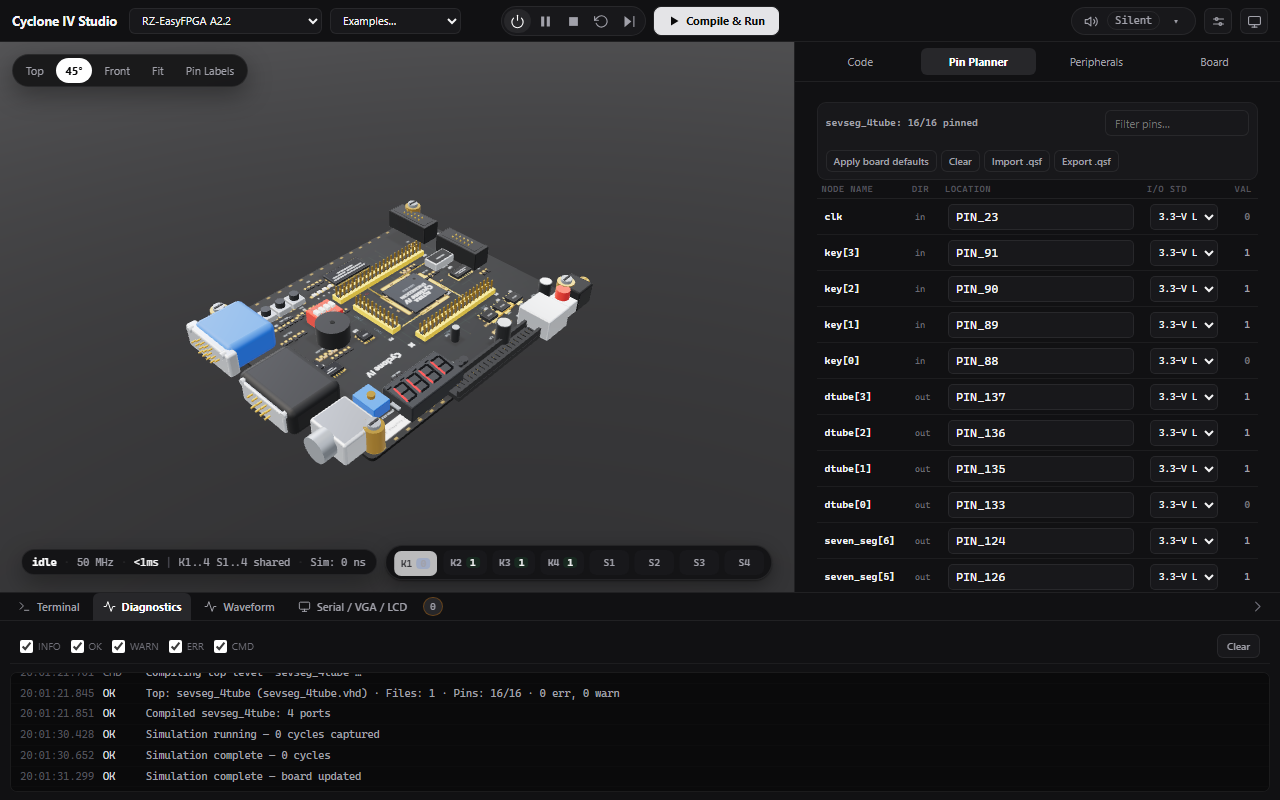 Cyclone IV Studio RZ-EasyFPGA A2.2 Examples... Compile & Run Silent
Top 45° Front Fit Pin Labels
Code Pin Planner Peripherals Board
sevseg_4tube: 16/16 pinned Filter pins...
Apply board defaults Clear Import .qsf Export .qsf
NODE NAME DIR LOCATION I/O STD VAL
clk in PIN_23 3.3-V L 0
key[3] in PIN_91 3.3-V L 1
key[2] in PIN_90 3.3-V L 1
key[1] in PIN_89 3.3-V L 1
key[0] in PIN_88 3.3-V L 0
dtube[3] out PIN_137 3.3-V L 1
dtube[2] out PIN_136 3.3-V L 1
dtube[1] out PIN_135 3.3-V L 1
dtube[0] out PIN_133 3.3-V L 0
seven_seg[6] out PIN_124 3.3-V L 1
seven_seg[5] out PIN_126 3.3-V L 1
Cyclone IV
idle · 50 MHz · <1ms | K1..4 S1..4 shared · Sim: 0 ns
K1 K2 1 K3 1 K4 1 S1 S2 S3 S4
Terminal Diagnostics Waveform Serial / VGA / LCD 0
INFO OK WARN ERR CMD Clear
20:01:21.701 CMD Compiling top level "sevseg_4tube"…
20:01:21.845 OK Top: sevseg_4tube (sevseg_4tube.vhd) · Files: 1 · Pins: 16/16 · 0 err, 0 warn
20:01:21.851 OK Compiled sevseg_4tube: 4 ports
20:01:30.428 OK Simulation running — 0 cycles captured
20:01:30.652 OK Simulation complete — 0 cycles
20:01:31.299 OK Simulation complete — board updated